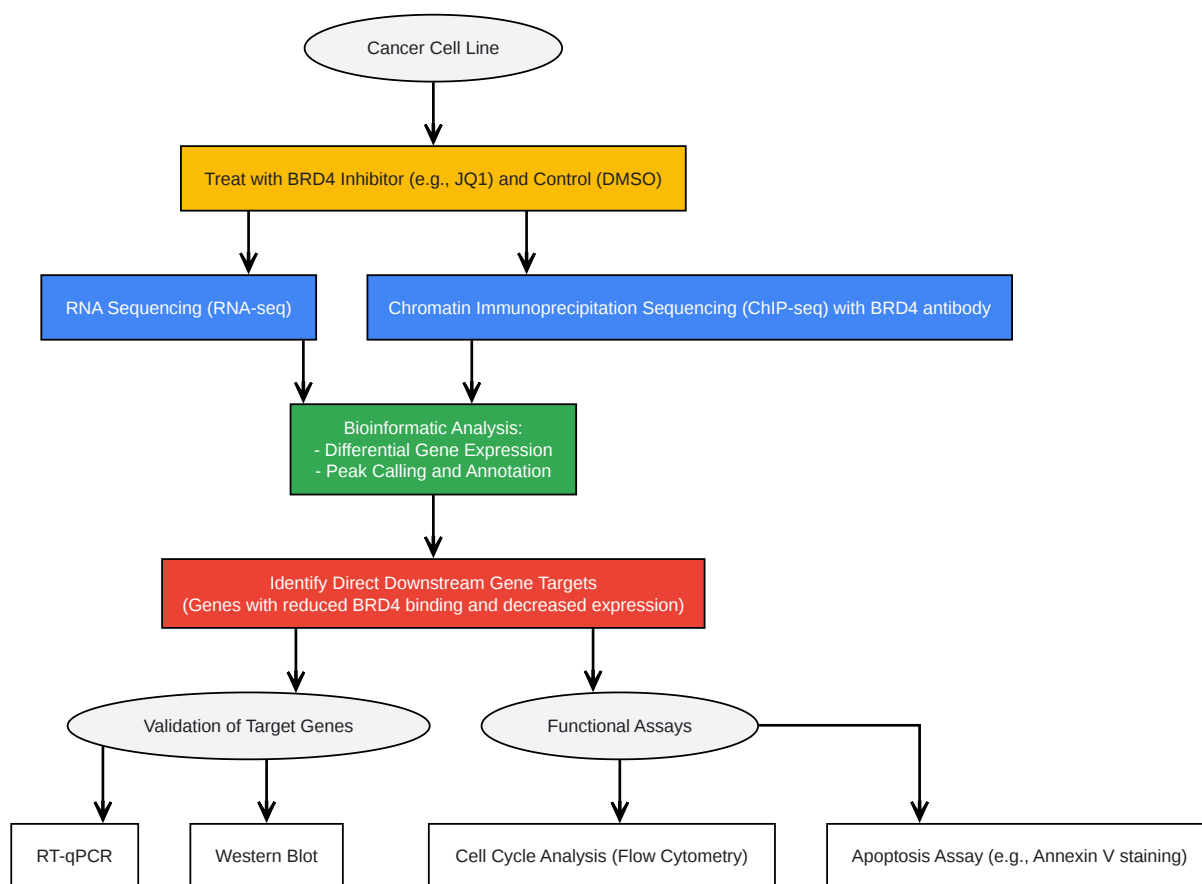 Cancer Cell Line
Treat with BRD4 Inhibitor (e.g., JQ1) and Control (DMSO)
RNA Sequencing (RNA-seq)
Chromatin Immunoprecipitation Sequencing (ChIP-seq) with BRD4 antibody
Bioinformatic Analysis:
- Differential Gene Expression
- Peak Calling and Annotation
Identify Direct Downstream Gene Targets
(Genes with reduced BRD4 binding and decreased expression)
Validation of Target Genes
Functional Assays
RT-qPCR
Western Blot
Cell Cycle Analysis (Flow Cytometry)
Apoptosis Assay (e.g., Annexin V staining)